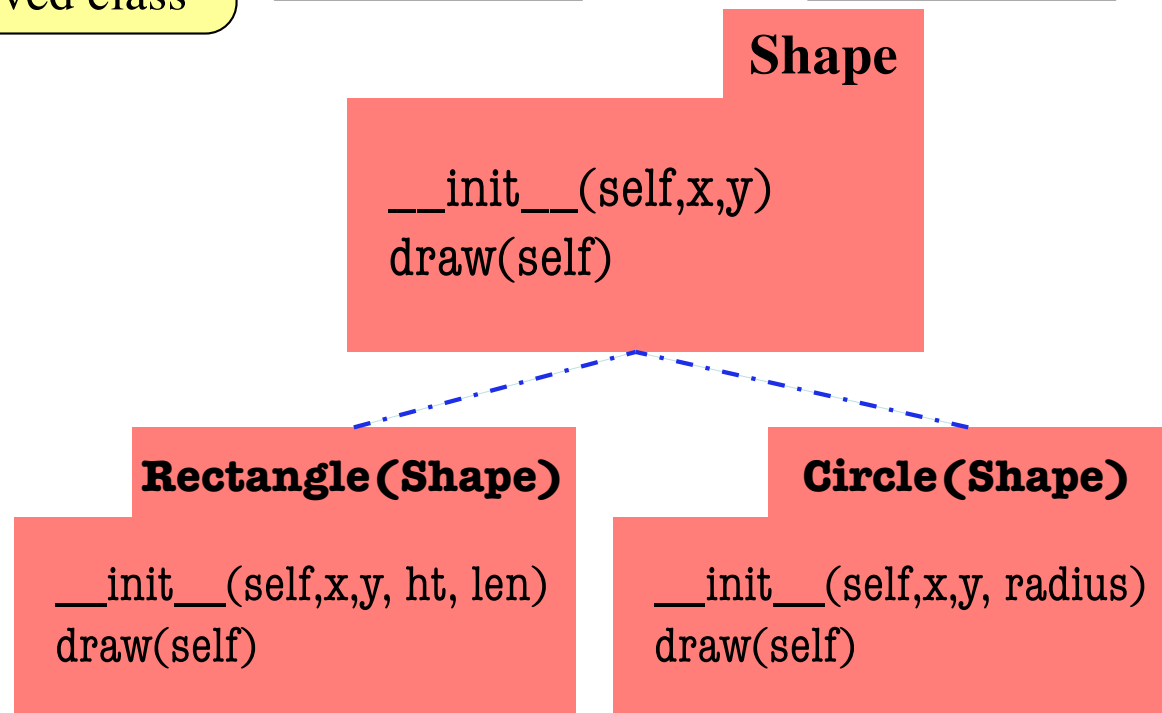 class
Shape
__init__(self,x,y)
draw(self)
Rectangle(Shape)
__init__(self,x,y, ht, len)
draw(self)
Circle(Shape)
__init__(self,x,y, radius)
draw(self)